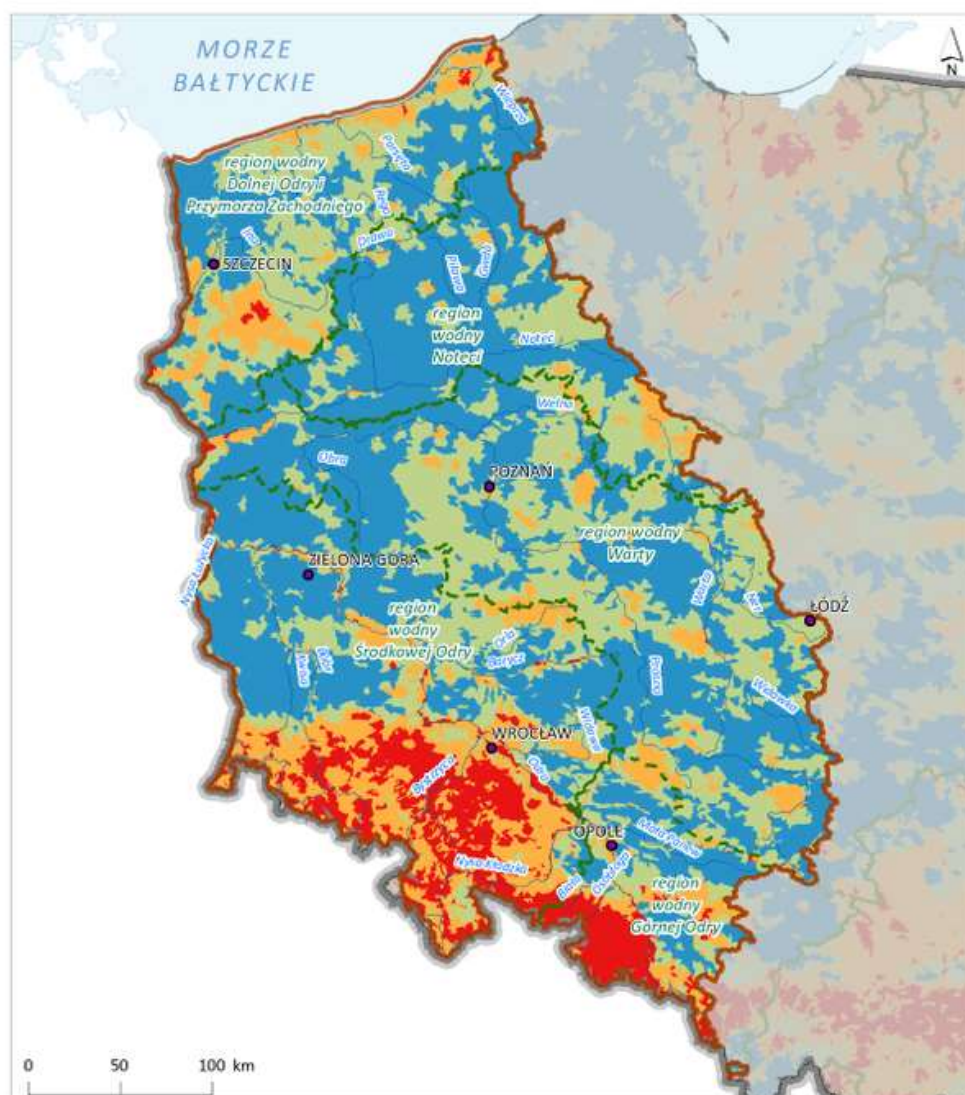 MORZE
BAŁTYCKIE
N
Wieprza
Parsęta
region wodny
Dolnej Odry i
Przymorza Zachodniego
Rega
Ina
Drawa
Gwda
Piława
SZCZECIN
region
wodny
Noteci
Noteć
Wełna
Obra
POZNAŃ
region wodny
Warty
Nysa Łużycka
ZIELONA GÓRA
Warta
Ner
ŁÓDŹ
region
wodny
Środkowej Odry
Orla
Barycz
Kwisa
Bóbr
Prosna
Widawka
Widawa
WROCŁAW
Bystrzyca
Odra
OPOLE
Mała Panew
Nysa Kłodzka
Biała
Osobłoga
region
wodny
Górnej Odry
0 50 100 km